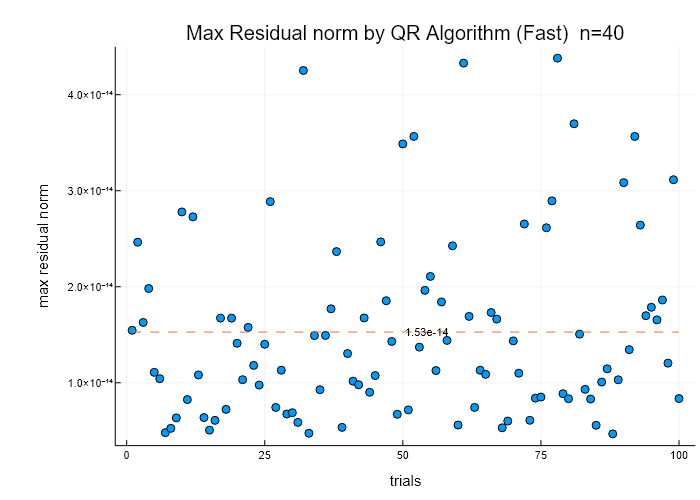 Max Residual norm by QR Algorithm (Fast) n=40
max residual norm
4.0×10⁻¹⁴
3.0×10⁻¹⁴
2.0×10⁻¹⁴
1.0×10⁻¹⁴
1.53e-14
0 25 50 75 100
trials